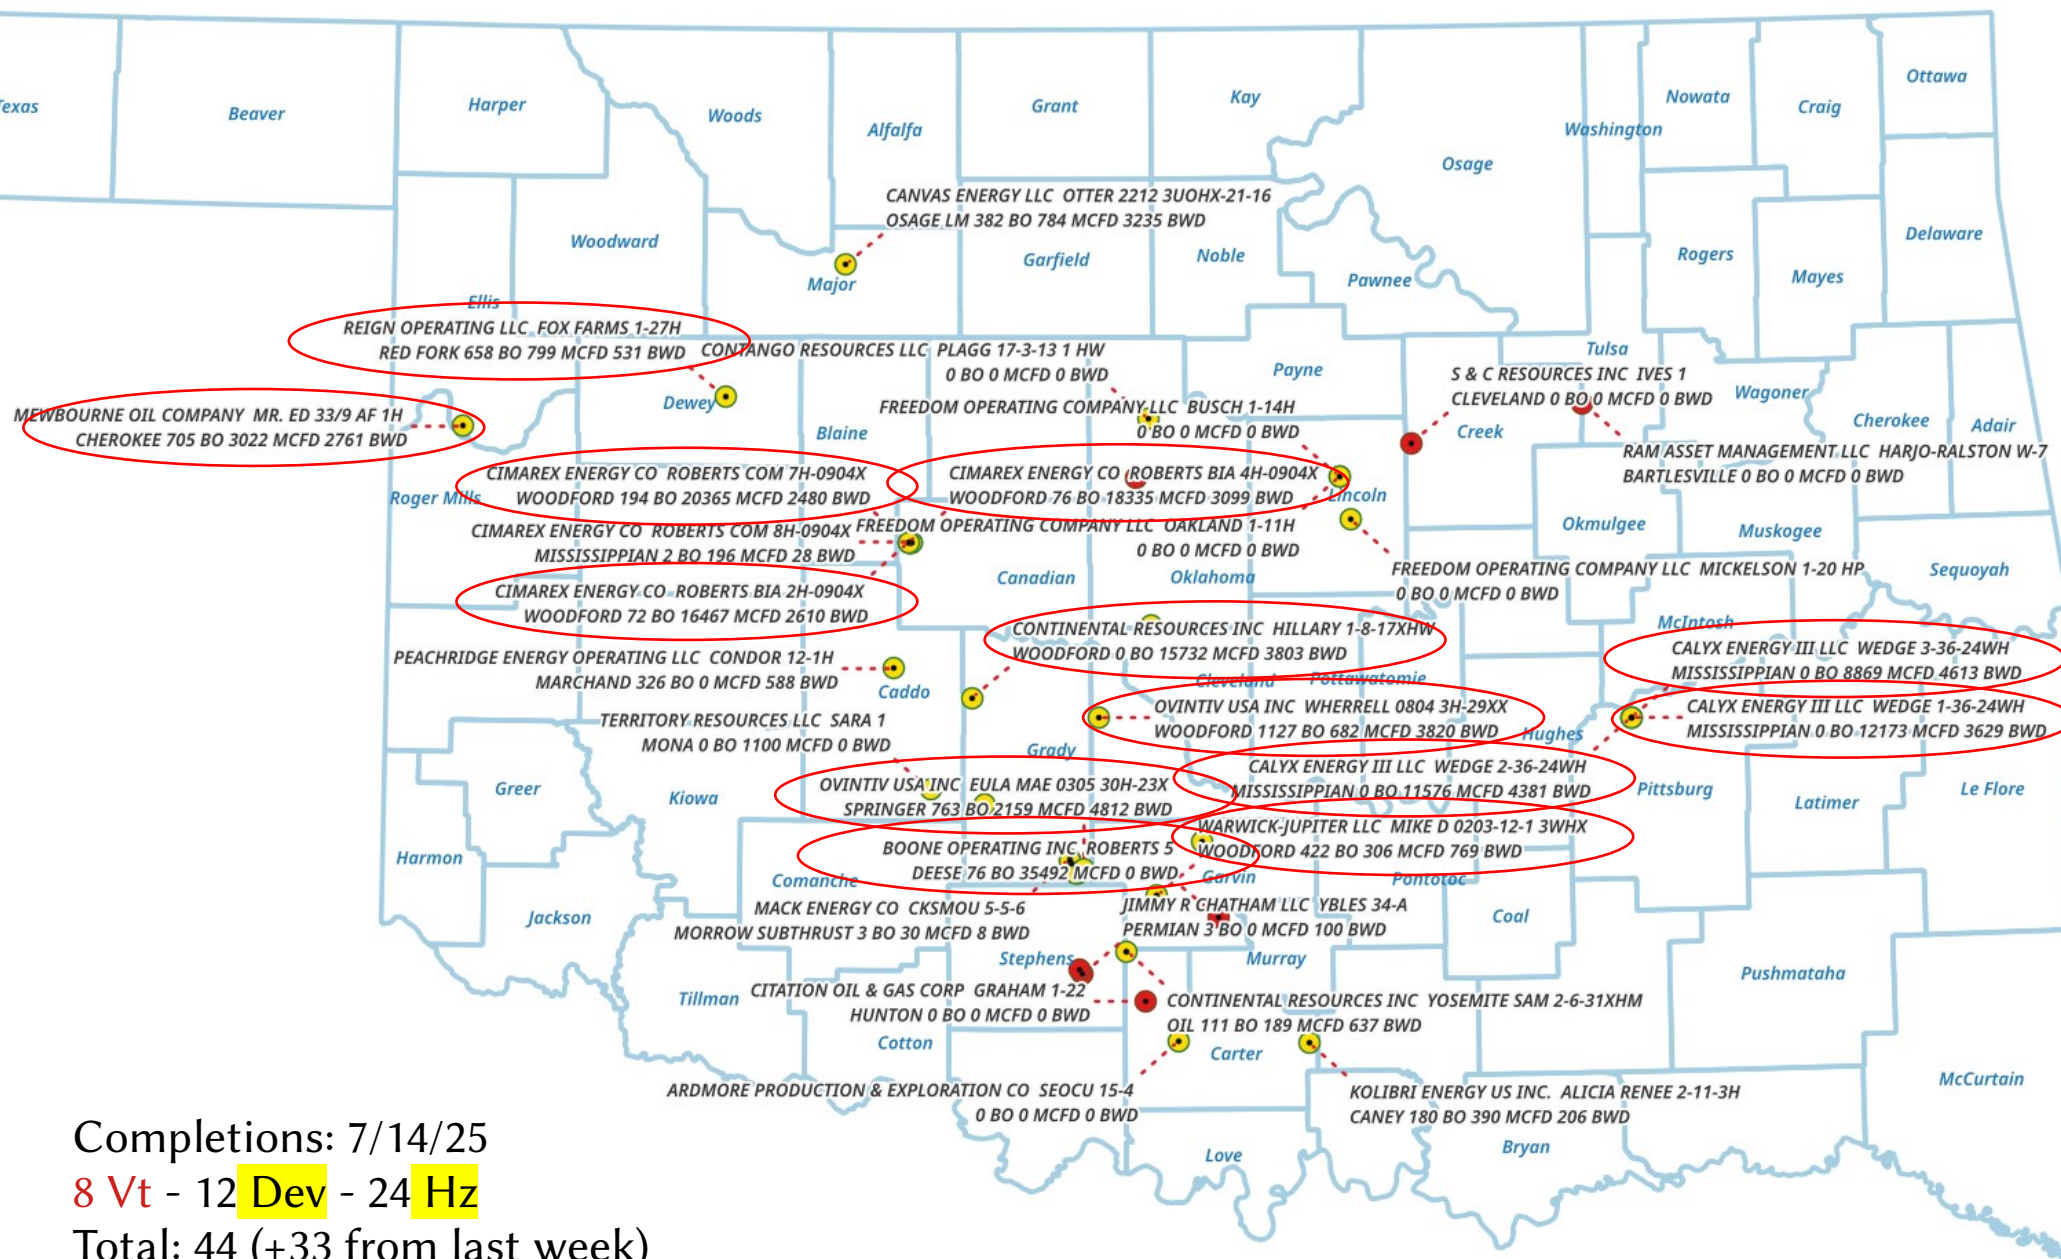 Texas
Beaver
Harper
Woods
Alfalfa
Grant
Kay
Osage
Washington
Nowata
Craig
Ottawa
Woodward
Major
Garfield
Noble
Pawnee
Rogers
Mayes
Delaware
CANVAS ENERGY LLC OTTER 2212 3UOHX-21-16
OSAGE LM 382 BO 784 MCFD 3235 BWD
Ellis
REIGN OPERATING LLC FOX FARMS 1-27H
RED FORK 658 BO 799 MCFD 531 BWD
CONTANGO RESOURCES LLC PLAGG 17-3-13 1 HW
0 BO 0 MCFD 0 BWD
Payne
Tulsa
S & C RESOURCES INC IVES 1
CLEVELAND 0 BO 0 MCFD 0 BWD
Wagoner
Cherokee
Adair
Dewey
MEWBOURNE OIL COMPANY MR. ED 33/9 AF 1H
CHEROKEE 705 BO 3022 MCFD 2761 BWD
Blaine
FREEDOM OPERATING COMPANY LLC BUSCH 1-14H
0 BO 0 MCFD 0 BWD
Creek
RAM ASSET MANAGEMENT LLC HARJO-RALSTON W-7
BARTLESVILLE 0 BO 0 MCFD 0 BWD
Roger Mills
CIMAREX ENERGY CO ROBERTS COM 7H-0904X
WOODFORD 194 BO 20365 MCFD 2480 BWD
CIMAREX ENERGY CO ROBERTS BIA 4H-0904X
WOODFORD 76 BO 18335 MCFD 3099 BWD
Lincoln
Okmulgee
Muskogee
CIMAREX ENERGY CO ROBERTS COM 8H-0904X
MISSISSIPPIAN 2 BO 196 MCFD 28 BWD
FREEDOM OPERATING COMPANY LLC OAKLAND 1-11H
0 BO 0 MCFD 0 BWD
FREEDOM OPERATING COMPANY LLC MICKELSON 1-20 HP
0 BO 0 MCFD 0 BWD
Sequoyah
Canadian
Oklahoma
CIMAREX ENERGY CO ROBERTS BIA 2H-0904X
WOODFORD 72 BO 16467 MCFD 2610 BWD
McIntosh
CONTINENTAL RESOURCES INC HILLARY 1-8-17XHW
WOODFORD 0 BO 15732 MCFD 3803 BWD
CALYX ENERGY III LLC WEDGE 3-36-24WH
MISSISSIPPIAN 0 BO 8869 MCFD 4613 BWD
PEACHRIDGE ENERGY OPERATING LLC CONDOR 12-1H
MARCHAND 326 BO 0 MCFD 588 BWD
Caddo
Cleveland
Pottawatomie
OVINTIV USA INC WHERRELL 0804 3H-29XX
WOODFORD 1127 BO 682 MCFD 3820 BWD
Hughes
CALYX ENERGY III LLC WEDGE 1-36-24WH
MISSISSIPPIAN 0 BO 12173 MCFD 3629 BWD
TERRITORY RESOURCES LLC SARA 1
MONA 0 BO 1100 MCFD 0 BWD
Grady
CALYX ENERGY III LLC WEDGE 2-36-24WH
MISSISSIPPIAN 0 BO 11576 MCFD 4381 BWD
Greer
Kiowa
Pittsburg
Latimer
Le Flore
OVINTIV USA INC EULA MAE 0305 30H-23X
SPRINGER 763 BO 2159 MCFD 4812 BWD
WARWICK-JUPITER LLC MIKE D 0203-12-1 3WHX
WOODFORD 422 BO 306 MCFD 769 BWD
Harmon
BOONE OPERATING INC ROBERTS 5
DEESE 76 BO 35492 MCFD 0 BWD
Comanche
Garvin
Pontotoc
Jackson
MACK ENERGY CO CKSMOU 5-5-6
MORROW SUBTHRUST 3 BO 30 MCFD 8 BWD
JIMMY R CHATHAM LLC YBLES 34-A
PERMIAN 3 BO 0 MCFD 100 BWD
Coal
Stephens
Murray
Pushmataha
Tillman
CITATION OIL & GAS CORP GRAHAM 1-22
HUNTON 0 BO 0 MCFD 0 BWD
CONTINENTAL RESOURCES INC YOSEMITE SAM 2-6-31XHM
OIL 111 BO 189 MCFD 637 BWD
Cotton
Carter
McCurtain
ARDMORE PRODUCTION & EXPLORATION CO SEOCU 15-4
0 BO 0 MCFD 0 BWD
KOLIBRI ENERGY US INC. ALICIA RENEE 2-11-3H
CANEY 180 BO 390 MCFD 206 BWD
Love
Bryan
Completions: 7/14/25
8 Vt - 12 Dev - 24 Hz
Total: 44 (+33 from last week)